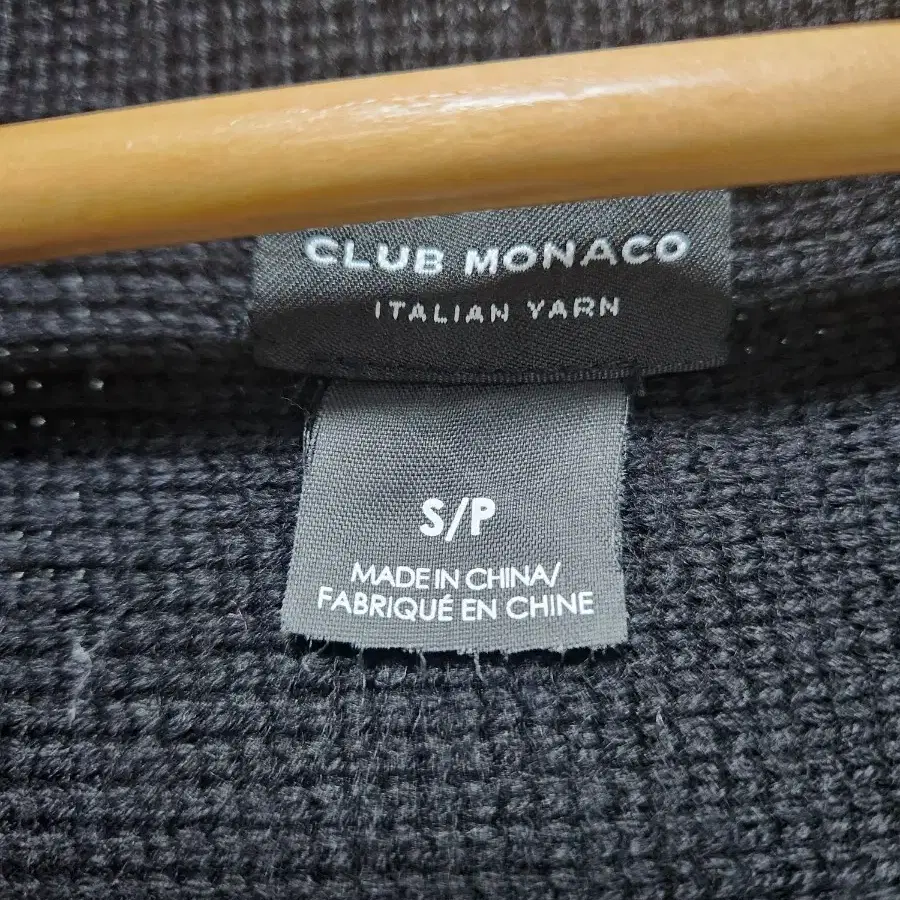 CLUB MONACO
ITALIAN YARN
S/P
MADE IN CHINA/
FABRIQUÉ EN CHINE